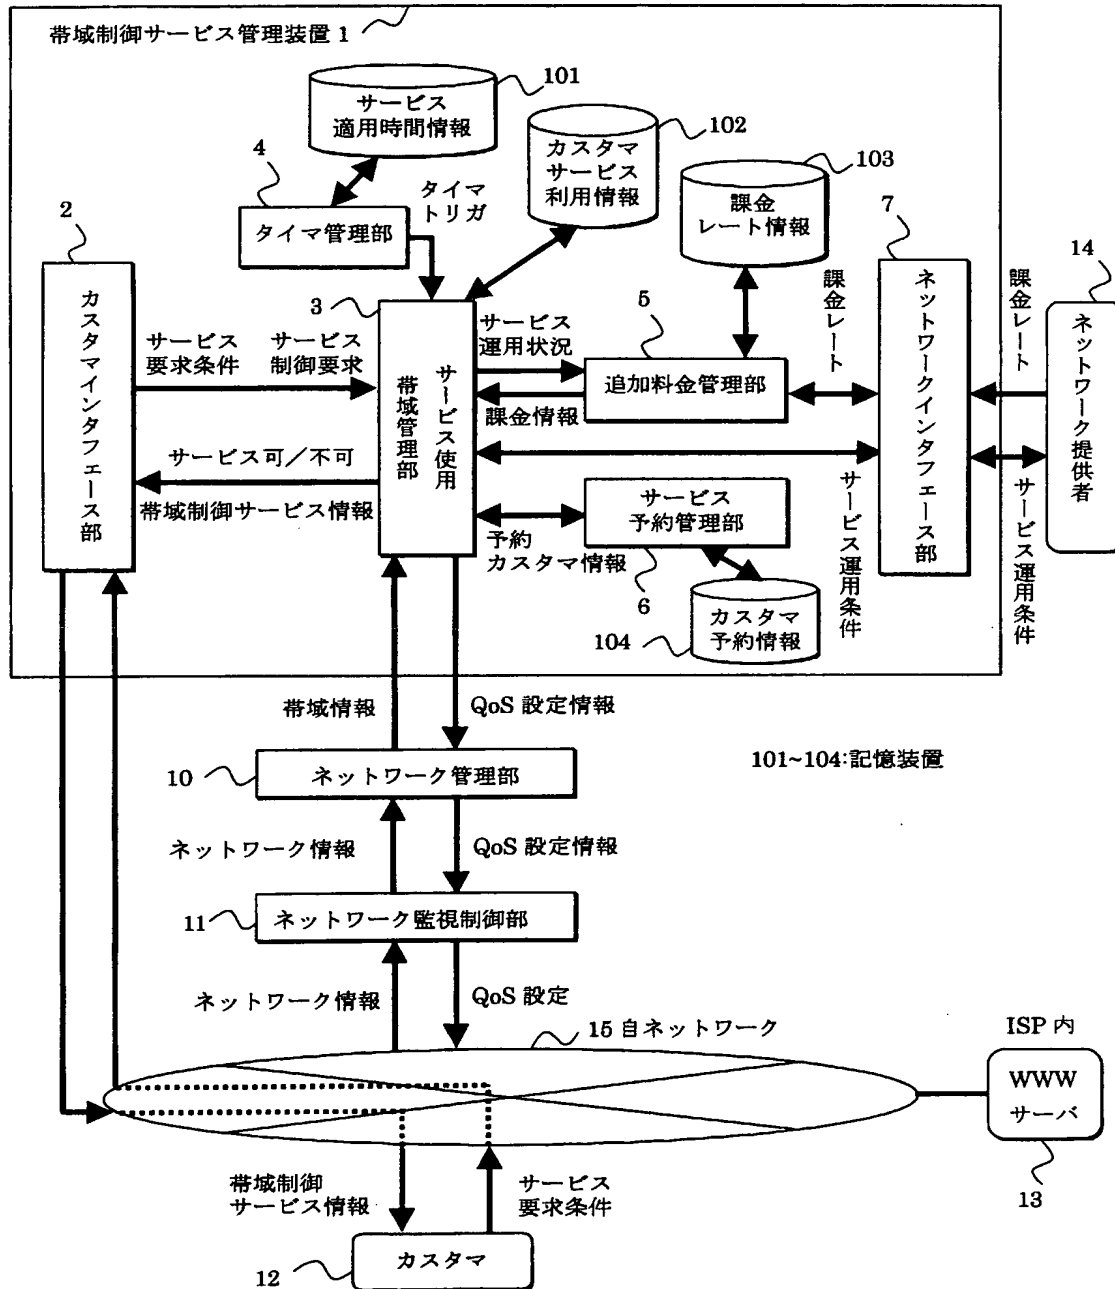 帯域制御サービス管理装置 1
101
サービス
適用時間情報
102
カスタマ
サービス
利用情報
103
課金
レート情報
4
タイマ管理部
タイマ
トリガ
2
カスタマインタフェース部
3
サービス使用
帯域管理部
サービス
要求条件
サービス
制御要求
サービス
運用状況
課金情報
5
追加料金管理部
課金レート
7
ネットワークインタフェース部
課金レート
14
ネットワーク提供者
サービス可/不可
帯域制御サービス情報
予約
カスタマ情報
サービス
予約管理部
6
サービス運用条件
サービス運用条件
カスタマ
予約情報
104
帯域情報
QoS 設定情報
10
ネットワーク管理部
101~104:記憶装置
ネットワーク情報
QoS 設定情報
11
ネットワーク監視制御部
ネットワーク情報
QoS 設定
15 自ネットワーク
ISP 内
WWW
サーバ
13
帯域制御
サービス情報
サービス
要求条件
12
カスタマ